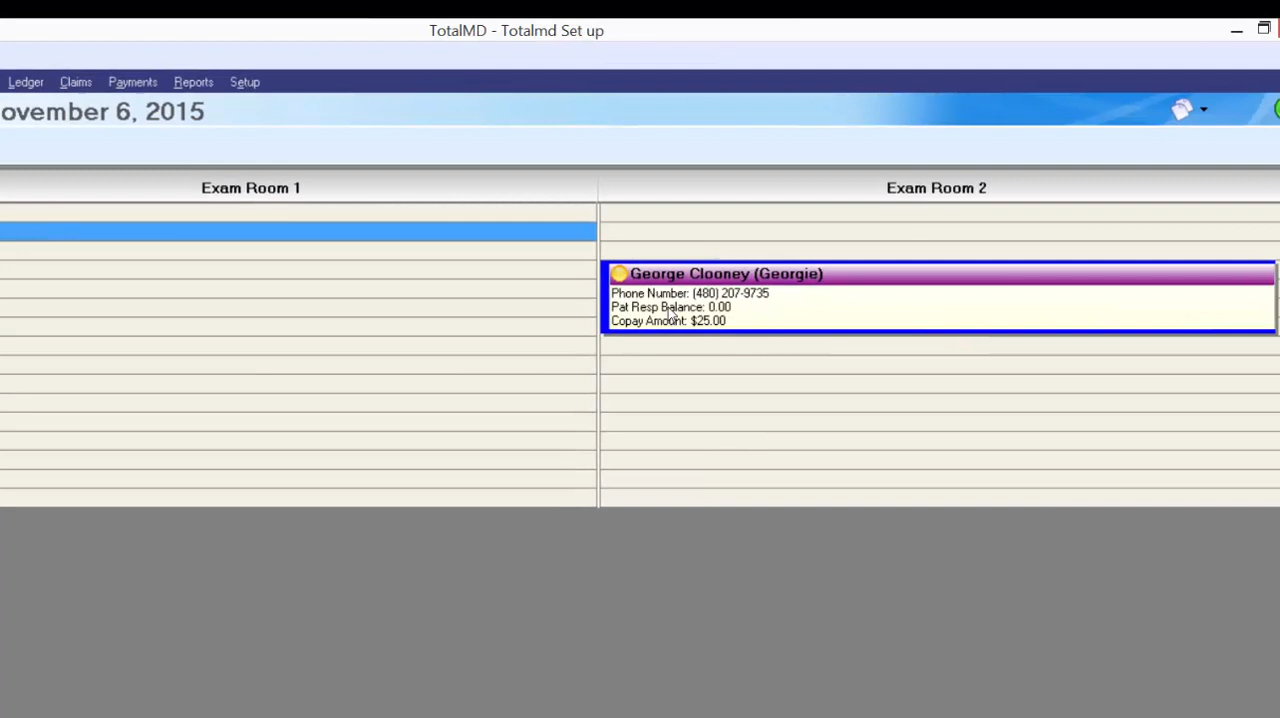 TotalMD - Totalmd Set up
Ledger Claims Payments Reports Setup
ovember 6, 2015
Exam Room 1 Exam Room 2
George Clooney (Georgie)
Phone Number: (480) 207-9735
Pat Resp Balance: 0.00
Copay Amount: $25.00